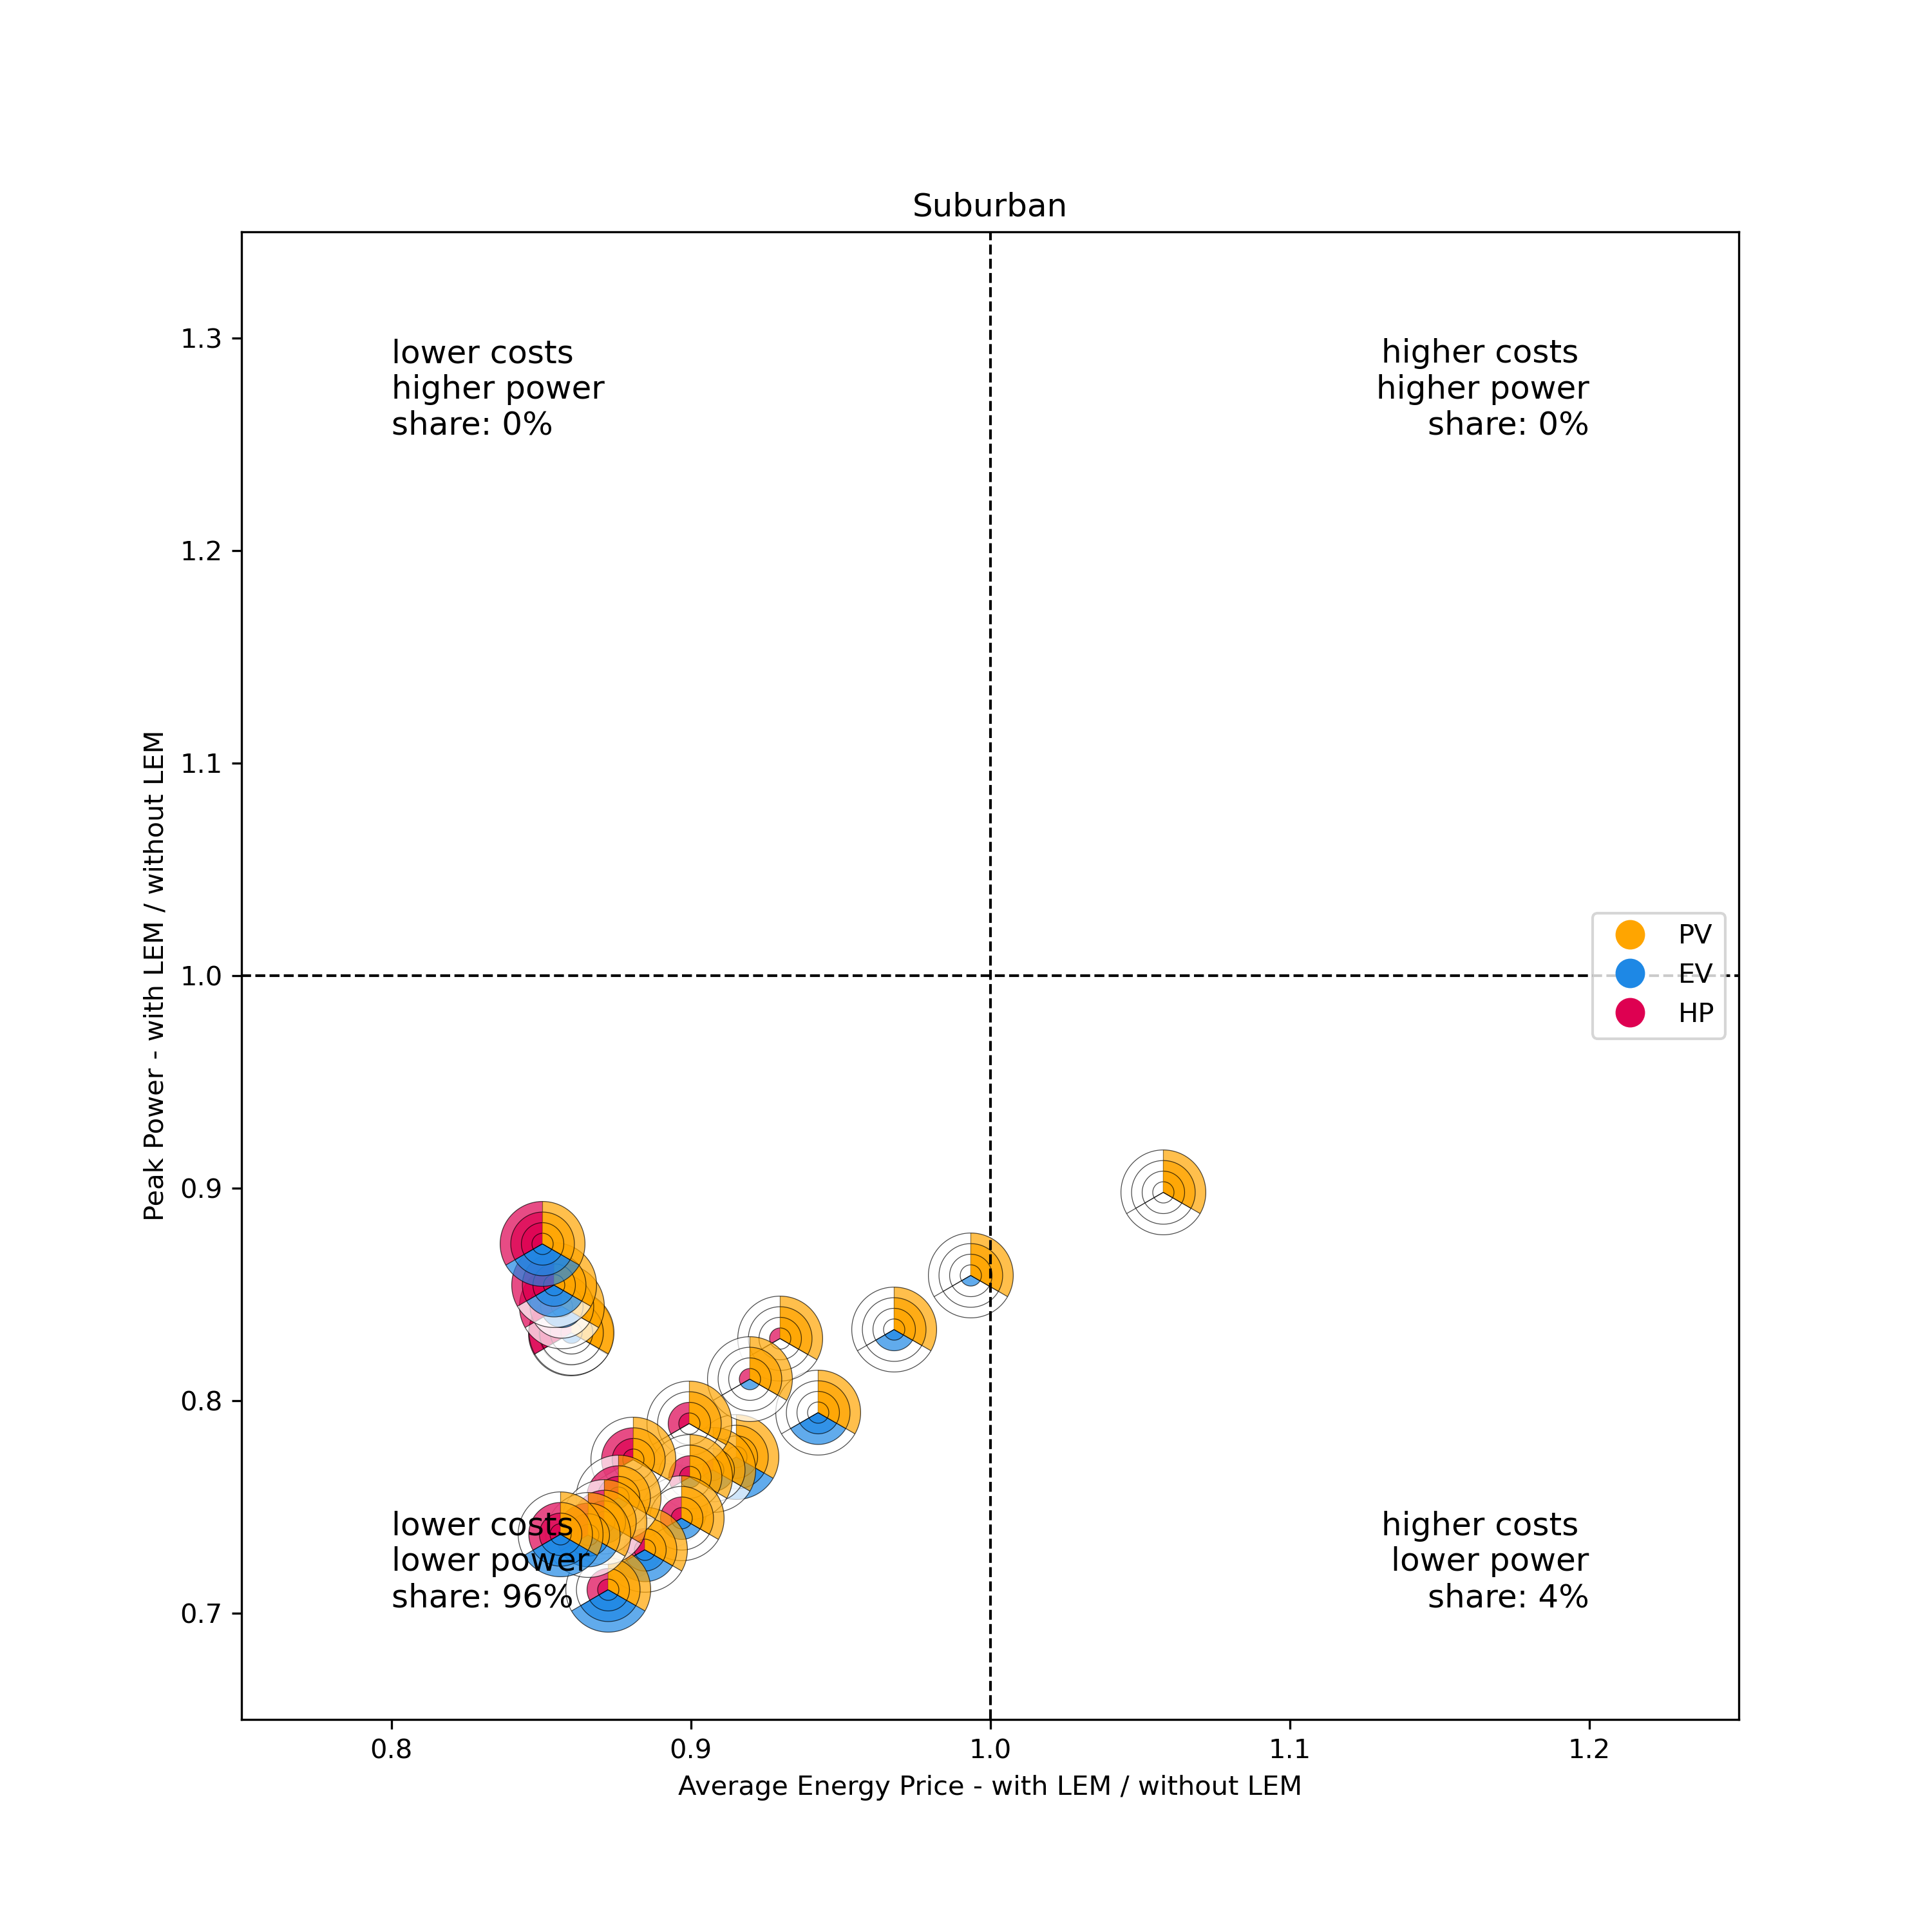 Suburban
Peak Power - with LEM / without LEM
1.3
1.2
1.1
1.0
0.9
0.8
0.7
lower costs
higher power
share: 0%
higher costs
higher power
share: 0%
PV
EV
HP
lower costs
lower power
share: 96%
higher costs
lower power
share: 4%
0.8
0.9
1.0
1.1
1.2
Average Energy Price - with LEM / without LEM